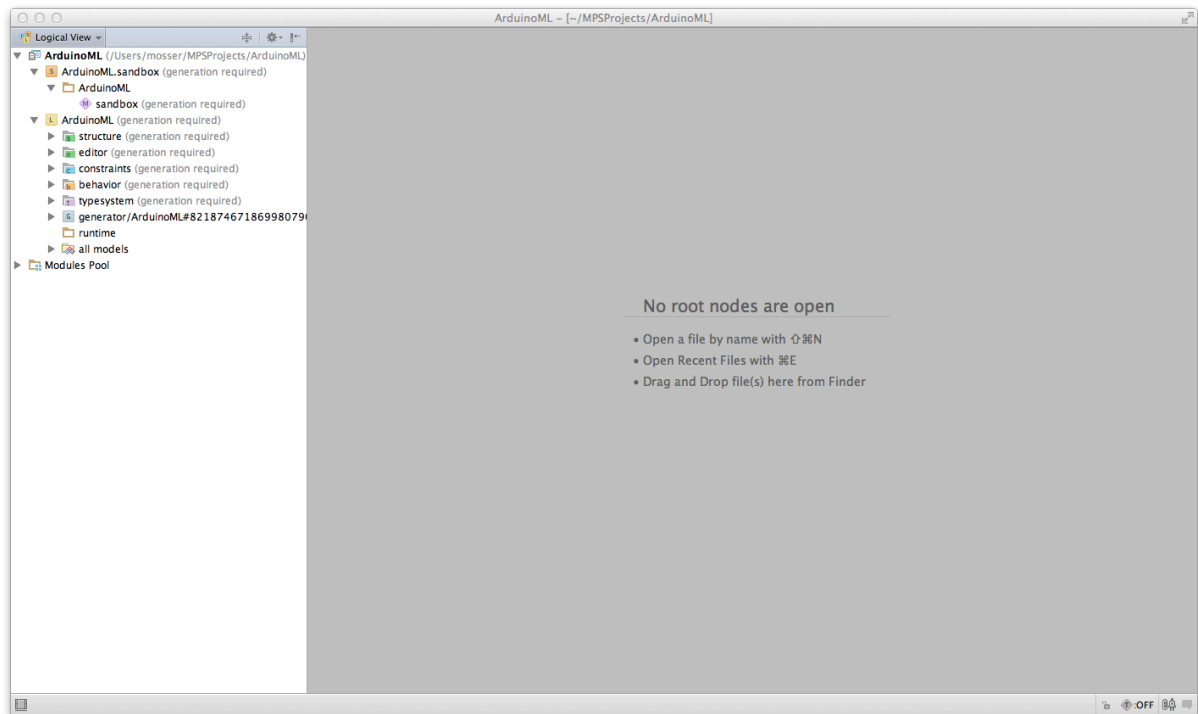 ArduinoML – [~/MPSProjects/ArduinoML]
Logical View
ArduinoML (/Users/mosser/MPSProjects/ArduinoML)
S ArduinoML.sandbox (generation required)
ArduinoML
M sandbox (generation required)
L ArduinoML (generation required)
structure (generation required)
editor (generation required)
constraints (generation required)
behavior (generation required)
typesystem (generation required)
G generator/ArduinoML#8218746718699807
runtime
all models
Modules Pool
No root nodes are open
• Open a file by name with ⇧⌘N
• Open Recent Files with ⌘E
• Drag and Drop file(s) here from Finder
T :OFF